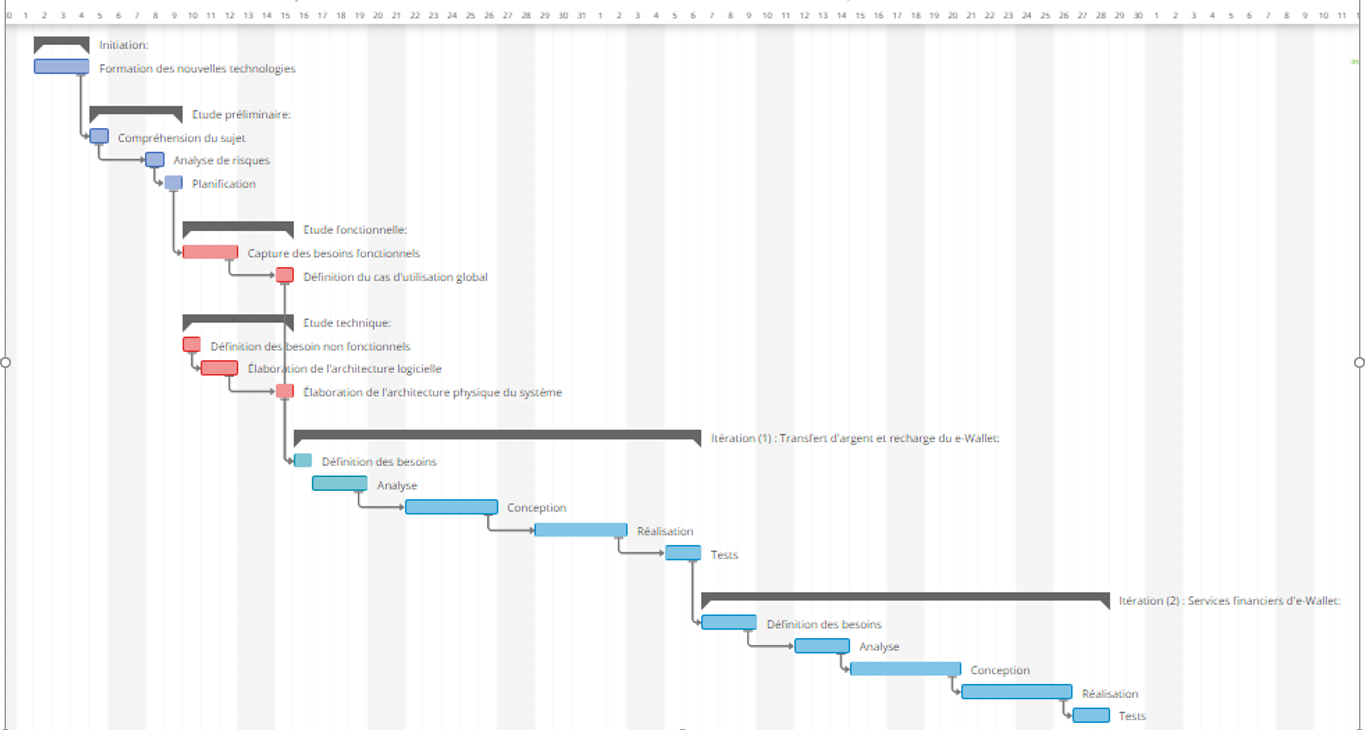 0 1 2 3 4 5 6 7 8 9 10 11 12 13 14 15 16 17 18 19 20 21 22 23 24 25 26 27 28 29 30 31 1 2 3 4 5 6 7 8 9 10 11 12 13 14 15 16 17 18 19 20 21 22 23 24 25 26 27 28 29 30 1 2 3 4 5 6 7 8 9 10 11
Initiation:
Formation des nouvelles technologies
Etude préliminaire:
Compréhension du sujet
Analyse de risques
Planification
Etude fonctionnelle:
Capture des besoins fonctionnels
Définition du cas d'utilisation global
Etude technique:
Définition des besoin non fonctionnels
Élaboration de l'architecture logicielle
Élaboration de l'architecture physique du système
Itération (1) : Transfert d'argent et recharge du e-Wallet:
Définition des besoins
Analyse
Conception
Réalisation
Tests
Itération (2) : Services financiers d'e-Wallet:
Définition des besoins
Analyse
Conception
Réalisation
Tests